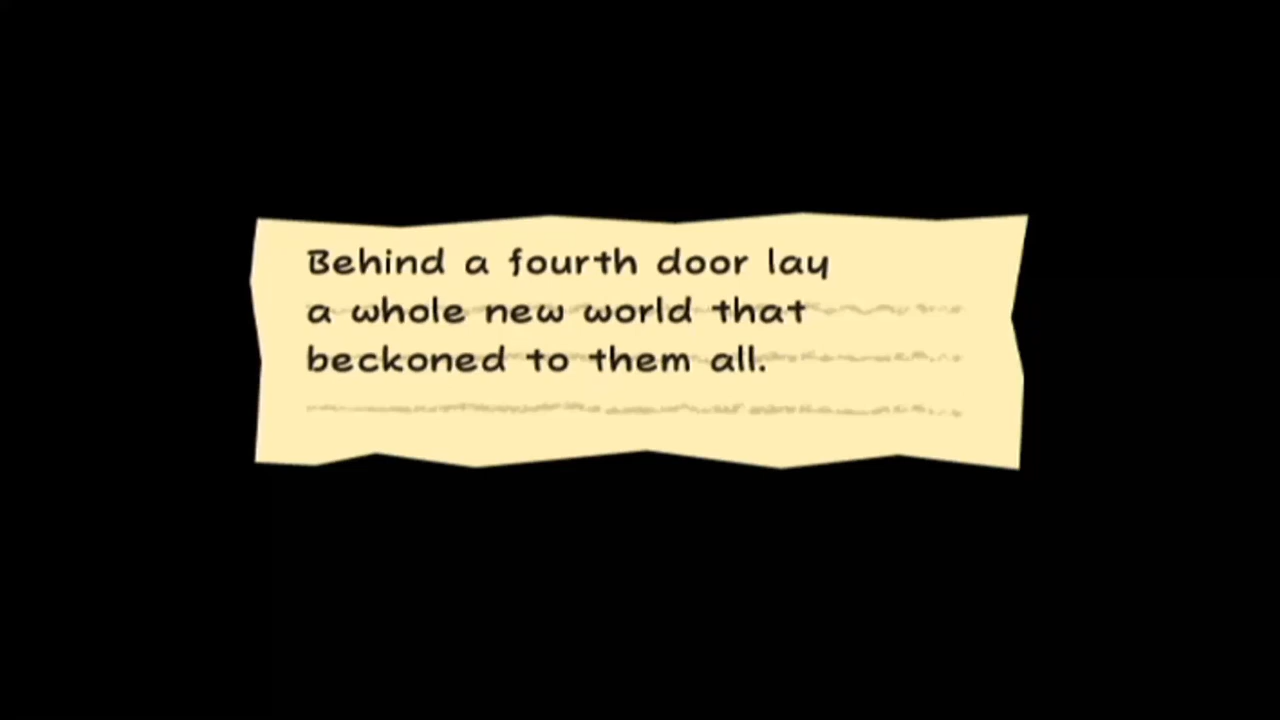 Behind a fourth door lay
a whole new world that
beckoned to them all.